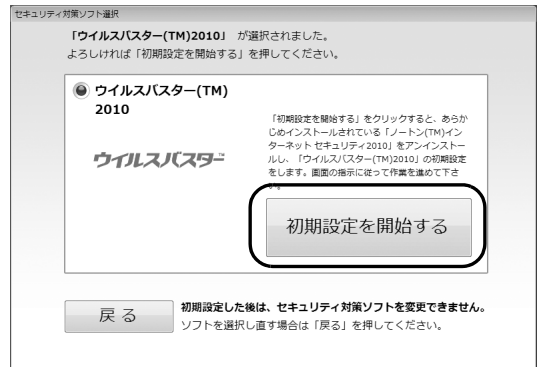 セキュリティ対策ソフト選択
「ウイルスバスター(TM)2010」 が選択されました。
よろしければ「初期設定を開始する」を押してください。
ウイルスバスター(TM)
2010
「初期設定を開始する」をクリックすると、あらか
じめインストールされている「ノートン(TM)イン
ターネット セキュリティ2010」をアンインストー
ルし、「ウイルスバスター(TM)2010」の初期設定
をします。画面の指示に従って作業を進めて下さ
い。
ウイルスバスター™
初期設定を開始する
戻る
初期設定した後は、セキュリティ対策ソフトを変更できません。
ソフトを選択し直す場合は「戻る」を押してください。